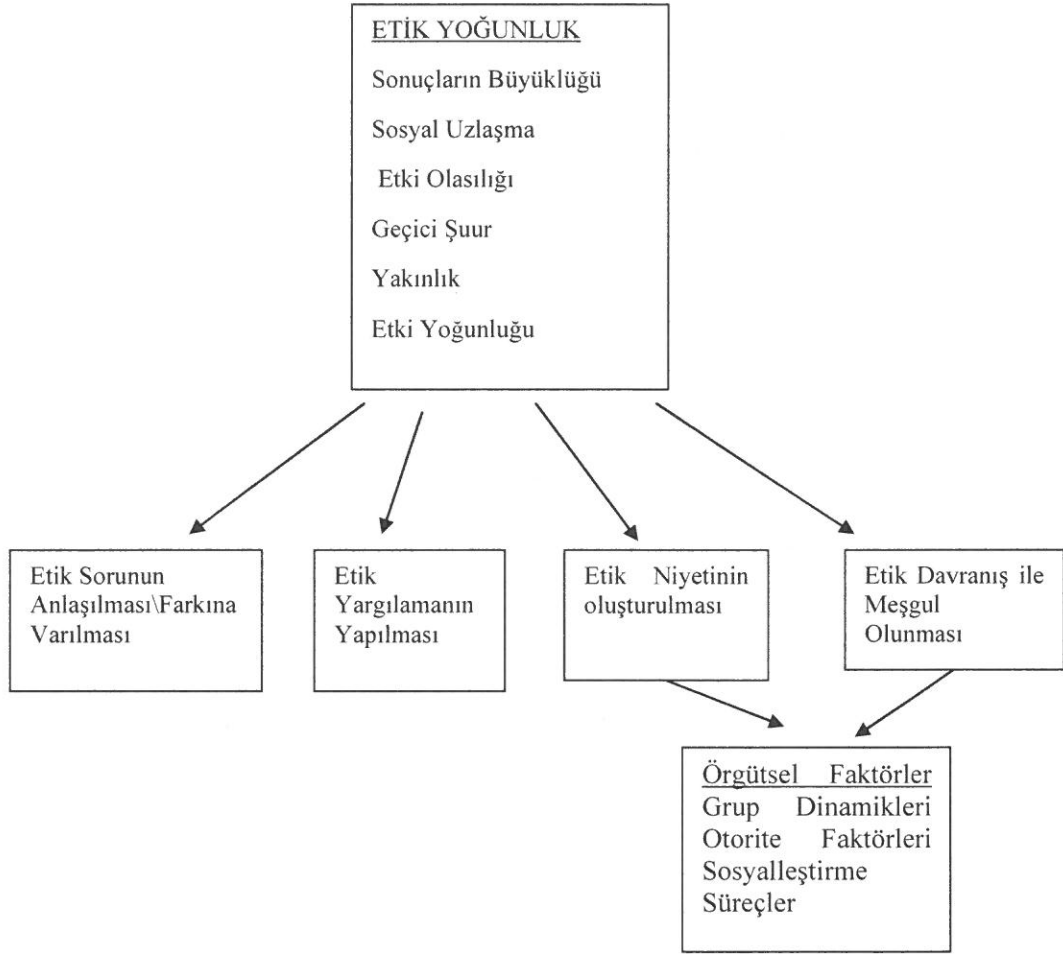 ETİK YOĞUNLUK
Sonuçların Büyüklüğü
Sosyal Uzlaşma
Etki Olasılığı
Geçici Şuur
Yakınlık
Etki Yoğunluğu
Etik Sorunun
Anlaşılması\Farkına
Varılması
Etik
Yargılamanın
Yapılması
Etik Niyetinin
oluşturulması
Etik Davranış ile
Meşgul
Olunması
Örgütsel Faktörler
Grup Dinamikleri
Otorite Faktörleri
Sosyalleştirme
Süreçler